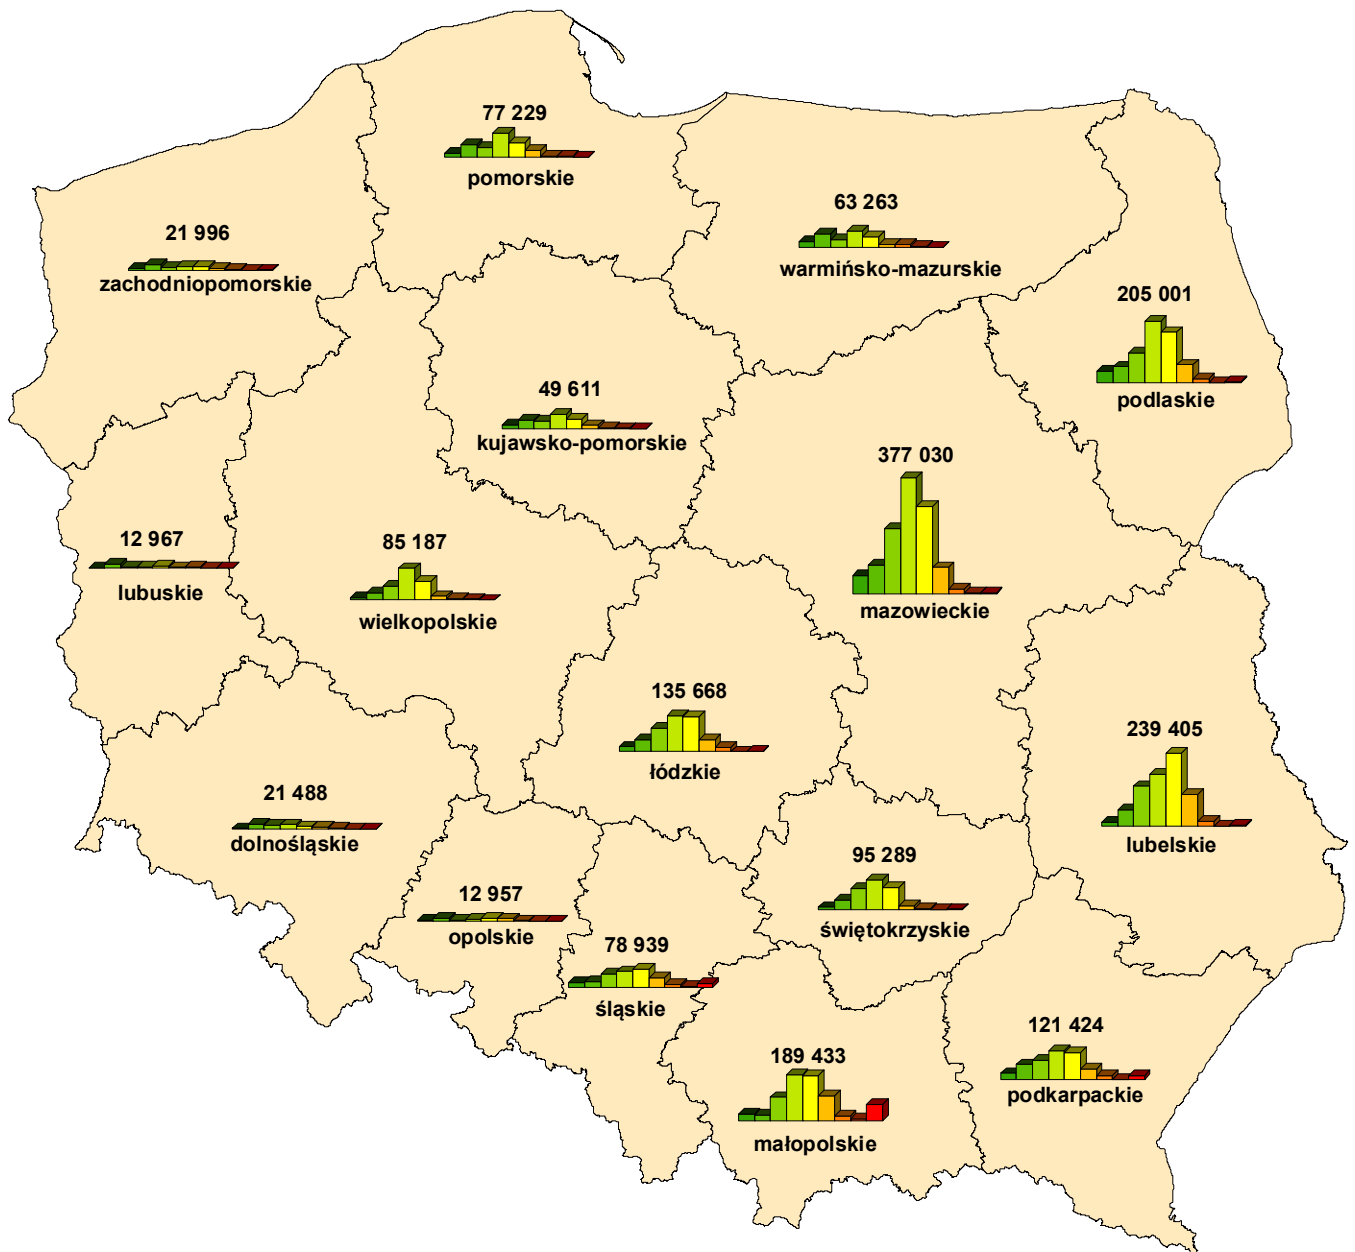 77 229
pomorskie
63 263
warmińsko-mazurskie
21 996
zachodniopomorskie
205 001
podlaskie
49 611
kujawsko-pomorskie
377 030
mazowieckie
12 967
lubuskie
85 187
wielkopolskie
135 668
łódzkie
239 405
lubelskie
21 488
dolnośląskie
95 289
świętokrzyskie
12 957
opolskie
78 939
śląskie
121 424
podkarpackie
189 433
małopolskie